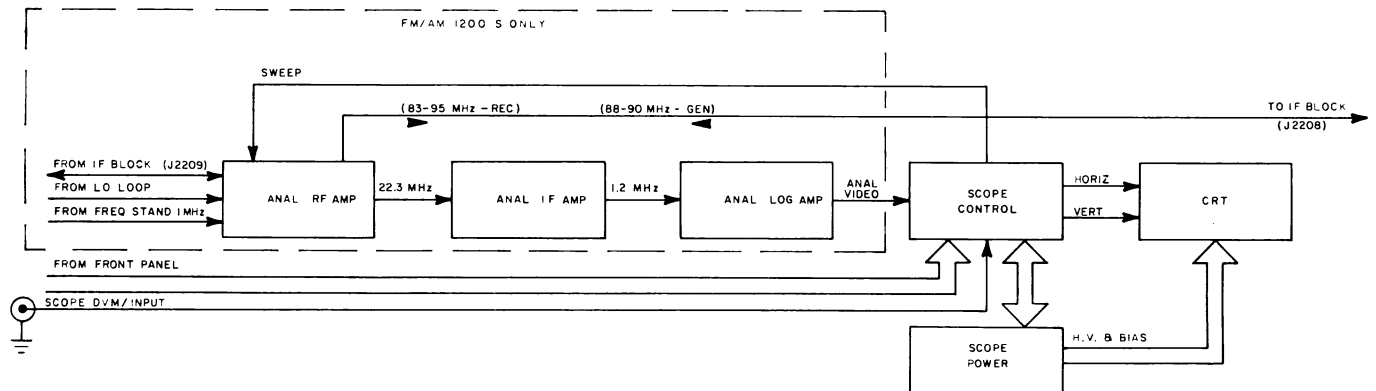 FM/AM 1200 S ONLY
SWEEP
(83-95 MHz - REC)
(88-90 MHz - GEN)
TO IF BLOCK
(J2208)
FROM IF BLOCK (J2209)
FROM LO LOOP
FROM FREQ STAND 1MHz
ANAL RF AMP
22.3 MHz
ANAL IF AMP
1.2 MHz
ANAL LOG AMP
ANAL
VIDEO
SCOPE
CONTROL
HORIZ
VERT
CRT
FROM FRONT PANEL
SCOPE DVM/INPUT
SCOPE
POWER
H.V. & BIAS